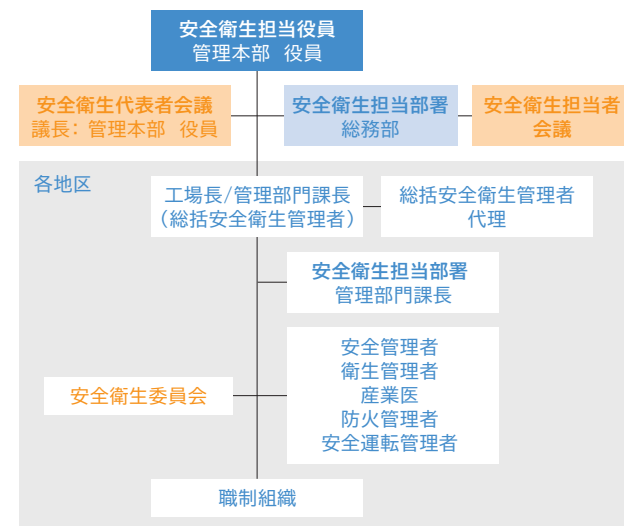 安全衛生担当役員
管理本部 役員
安全衛生代表者会議
議長：管理本部 役員
安全衛生担当部署
総務部
安全衛生担当者
会議
各地区
工場長/管理部門課長
（総括安全衛生管理者）
総括安全衛生管理者
代理
安全衛生担当部署
管理部門課長
安全管理者
衛生管理者
産業医
防火管理者
安全運転管理者
安全衛生委員会
職制組織